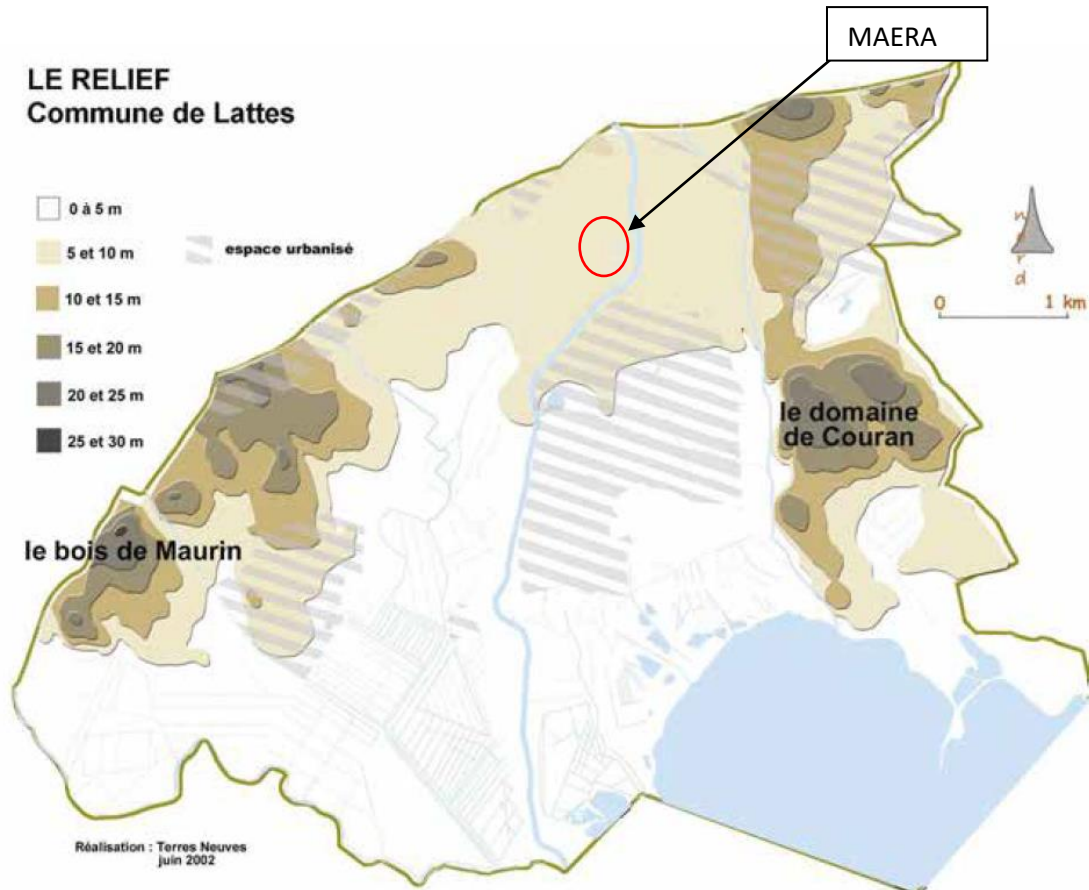 MAERA
LE RELIEF
Commune de Lattes
0 à 5 m
5 et 10 m
espace urbanisé
10 et 15 m
15 et 20 m
20 et 25 m
25 et 30 m
nord
0 1 km
le domaine
de Couran
le bois de Maurin
Réalisation : Terres Neuves
juin 2002